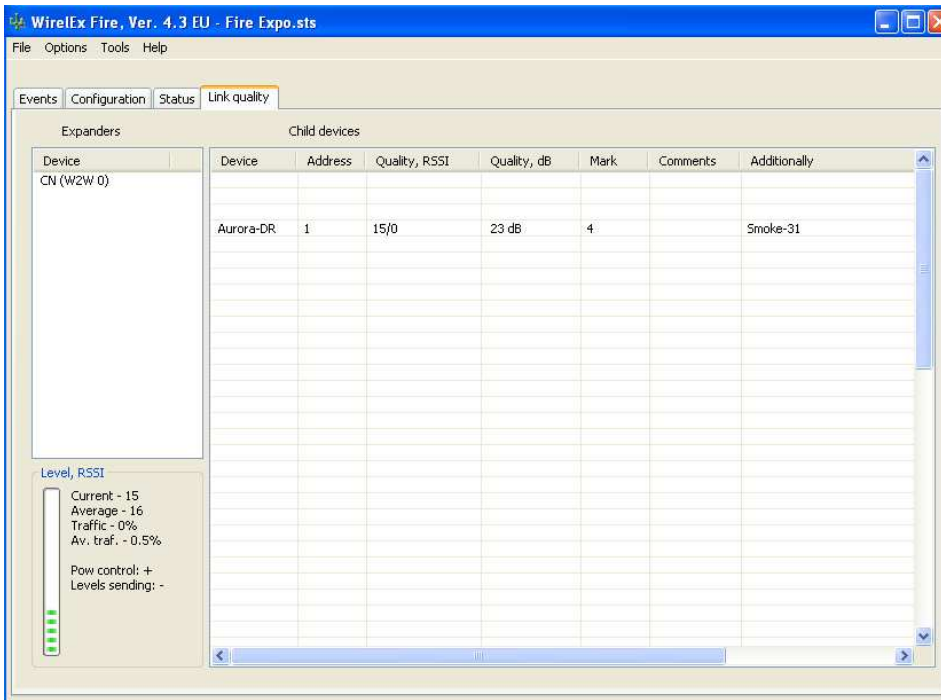 WirelEx Fire, Ver. 4.3 EU - Fire Expo.sts
File Options Tools Help
Events Configuration Status Link quality
Expanders Child devices
Device
CN (W2W 0)
Device Address Quality, RSSI Quality, dB Mark Comments Additionally
Aurora-DR 1 15/0 23 dB 4 Smoke-31
Level, RSSI
Current - 15
Average - 16
Traffic - 0%
Av. traf. - 0.5%
Pow control: +
Levels sending: -